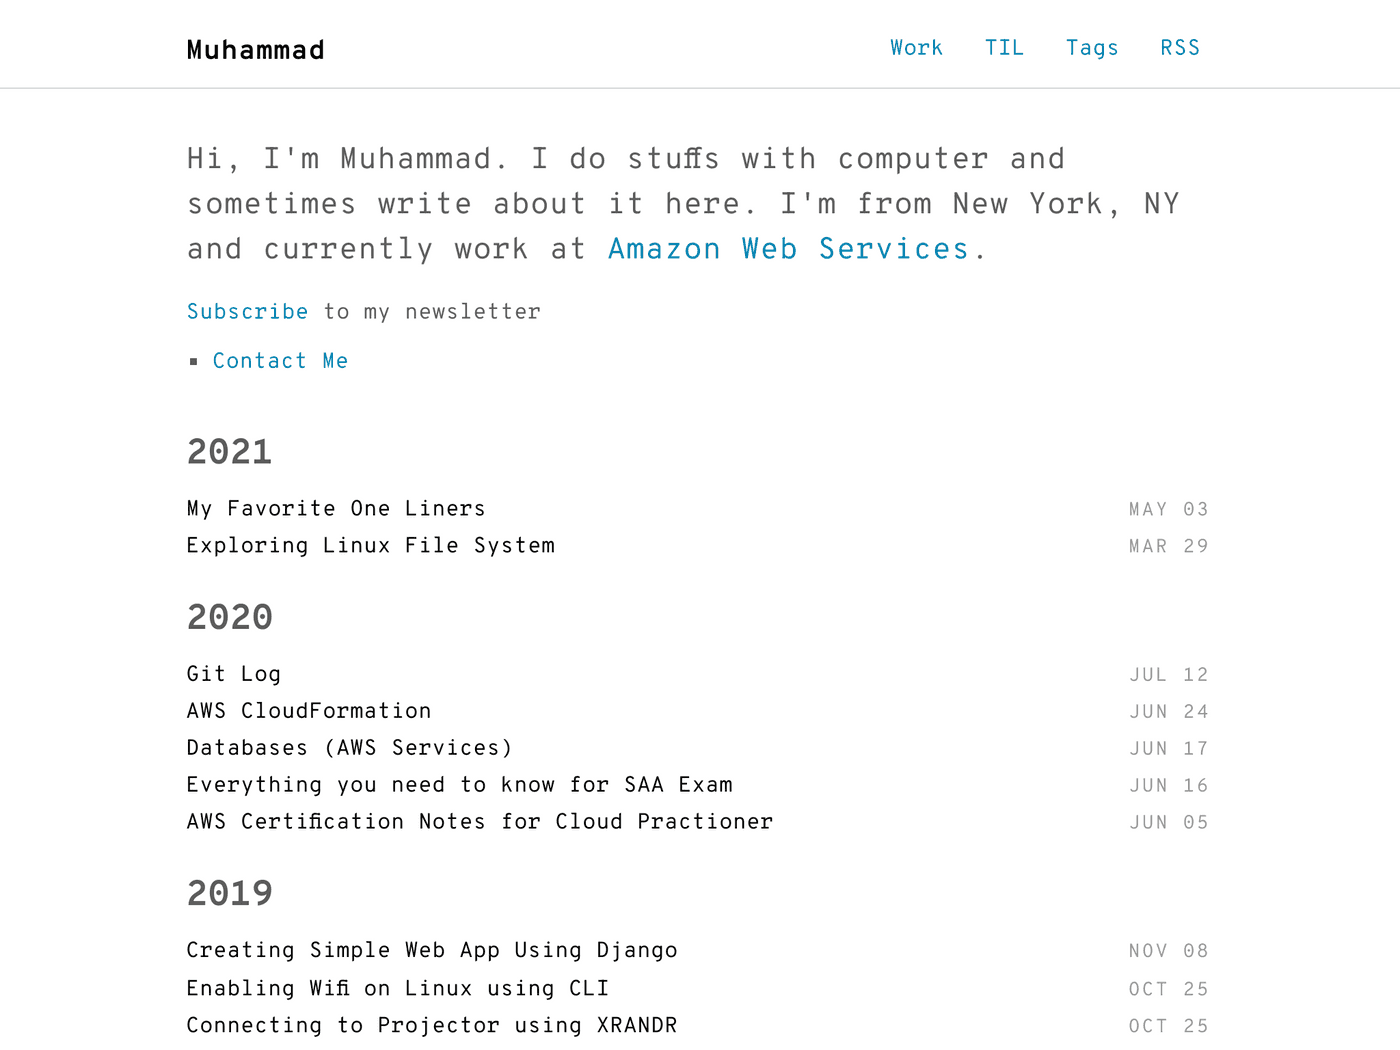 Muhammad
Work TIL Tags RSS
Hi, I'm Muhammad. I do stuffs with computer and
sometimes write about it here. I'm from New York, NY
and currently work at Amazon Web Services.
Subscribe to my newsletter
▪ Contact Me
2021
My Favorite One Liners MAY 03
Exploring Linux File System MAR 29
2020
Git Log JUL 12
AWS CloudFormation JUN 24
Databases (AWS Services) JUN 17
Everything you need to know for SAA Exam JUN 16
AWS Certification Notes for Cloud Practioner JUN 05
2019
Creating Simple Web App Using Django NOV 08
Enabling Wifi on Linux using CLI OCT 25
Connecting to Projector using XRANDR OCT 25